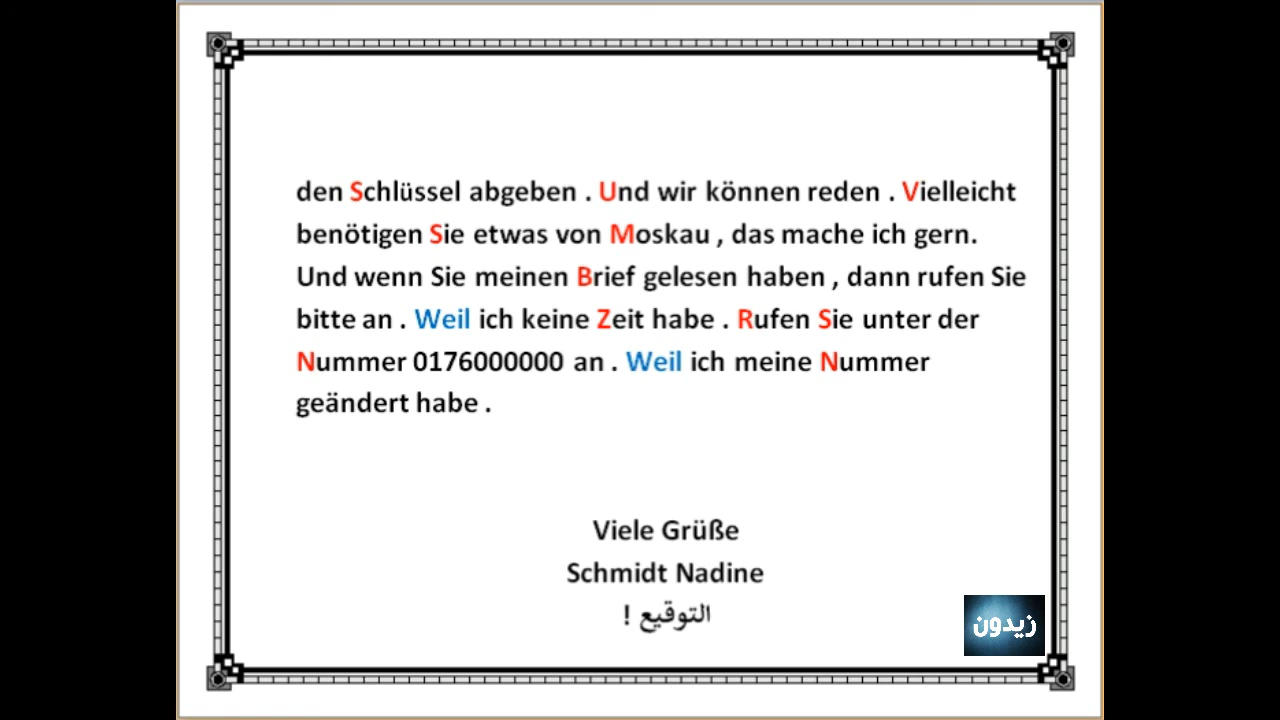 den Schlüssel abgeben . Und wir können reden . Vielleicht
benötigen Sie etwas von Moskau , das mache ich gern.
Und wenn Sie meinen Brief gelesen haben , dann rufen Sie
bitte an . Weil ich keine Zeit habe . Rufen Sie unter der
Nummer 0176000000 an . Weil ich meine Nummer
geändert habe .
Viele Grüße
Schmidt Nadine
التوقيع !
زيدون